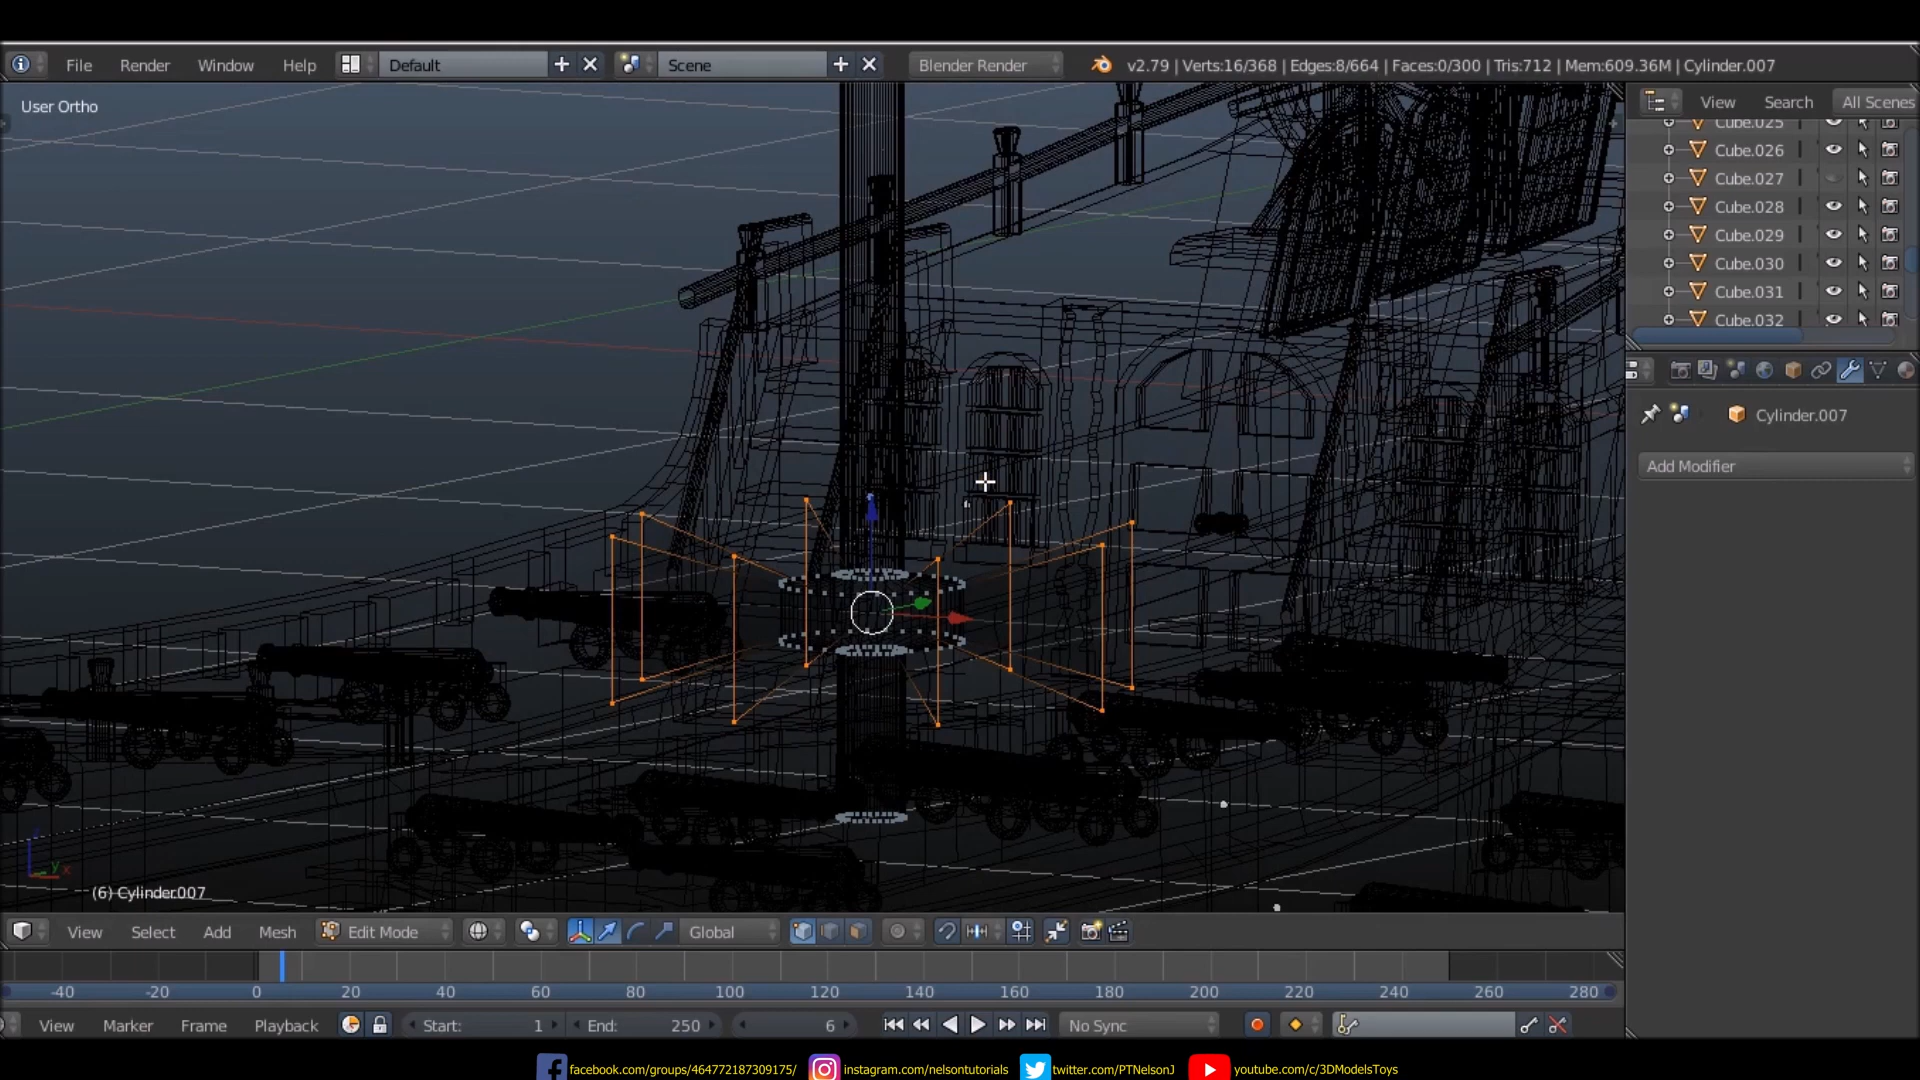 File Render Window Help Default Scene Blender Render v2.79 | Verts:16/368 | Edges:8/664 | Faces:0/300 | Tris:712 | Mem:609.36M | Cylinder.007
User Ortho
View Search All Scenes
Cube.025
Cube.026
Cube.027
Cube.028
Cube.029
Cube.030
Cube.031
Cube.032
Cylinder.007
Add Modifier
(6) Cylinder.007
View Select Add Mesh Edit Mode Global
-40 -20 0 20 40 60 80 100 120 140 160 180 200 220 240 260 280
View Marker Frame Playback Start: 1 End: 250 6 No Sync
facebook.com/groups/464772187309175/ instagram.com/nelsontutorials twitter.com/PTNelsonJ youtube.com/c/3DModelsToys